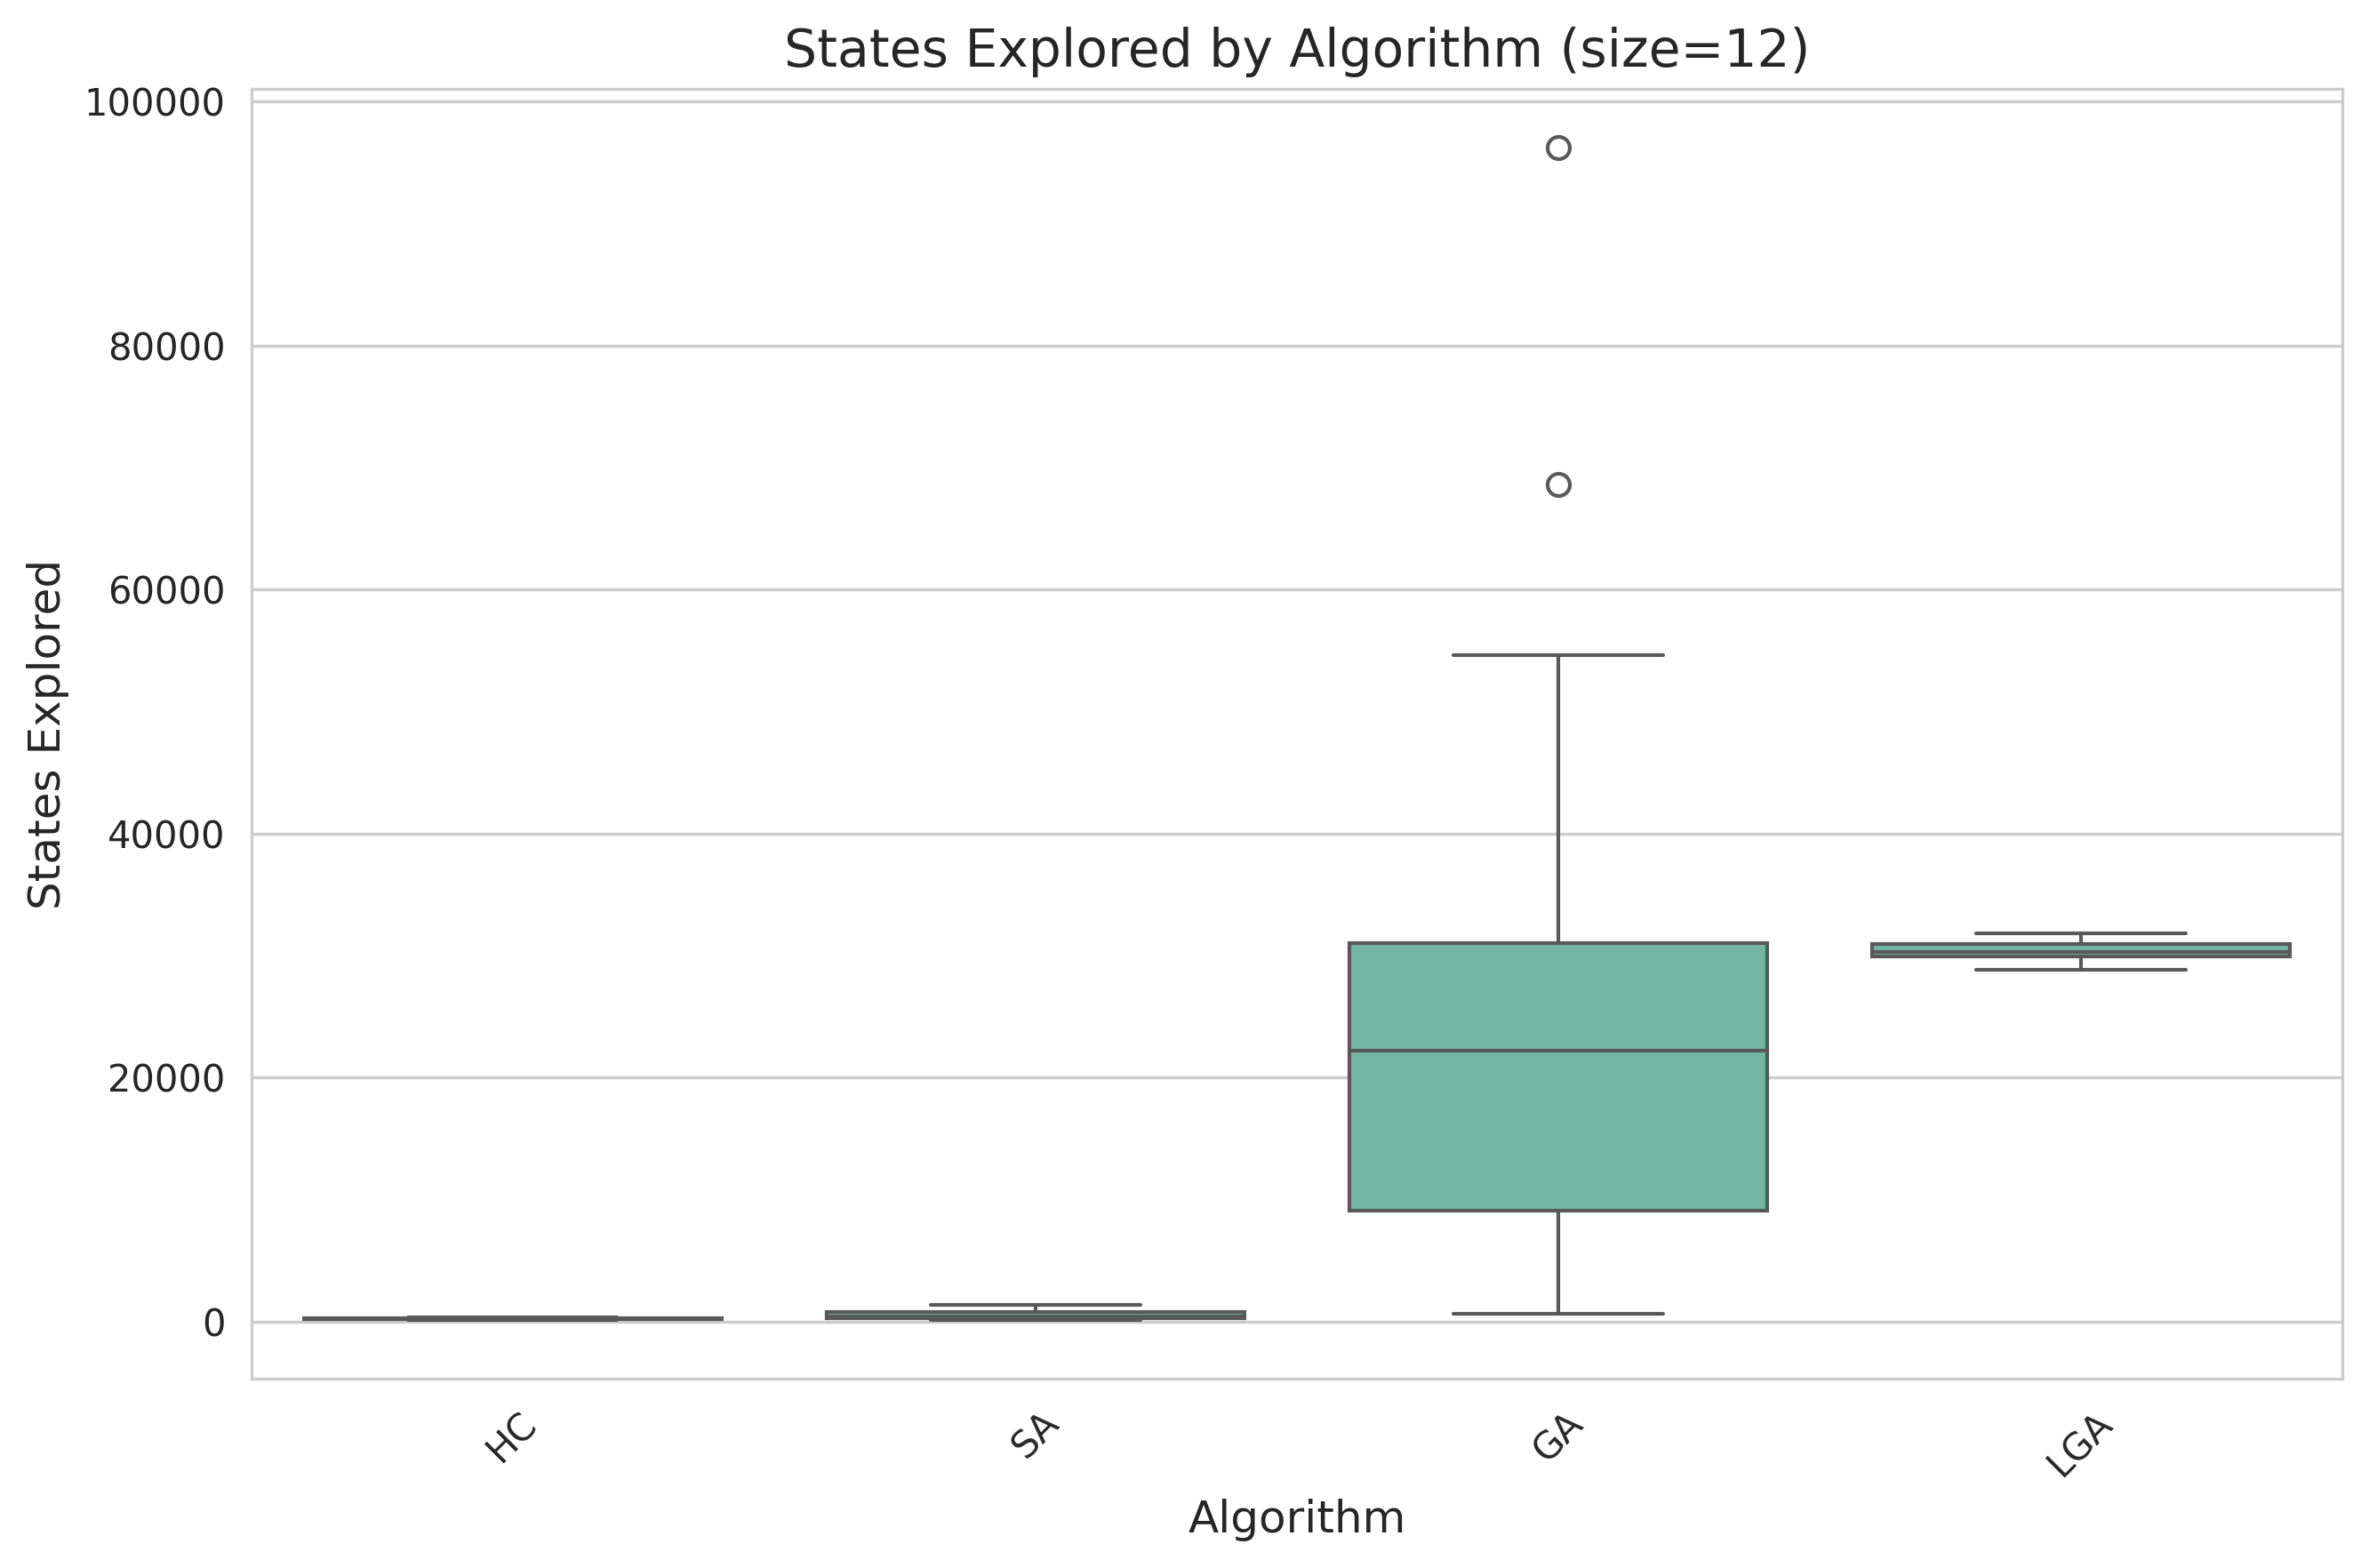 States Explored by Algorithm (size=12)
100000
80000
60000
40000
20000
0
States Explored
HC
SA
GA
LGA
Algorithm